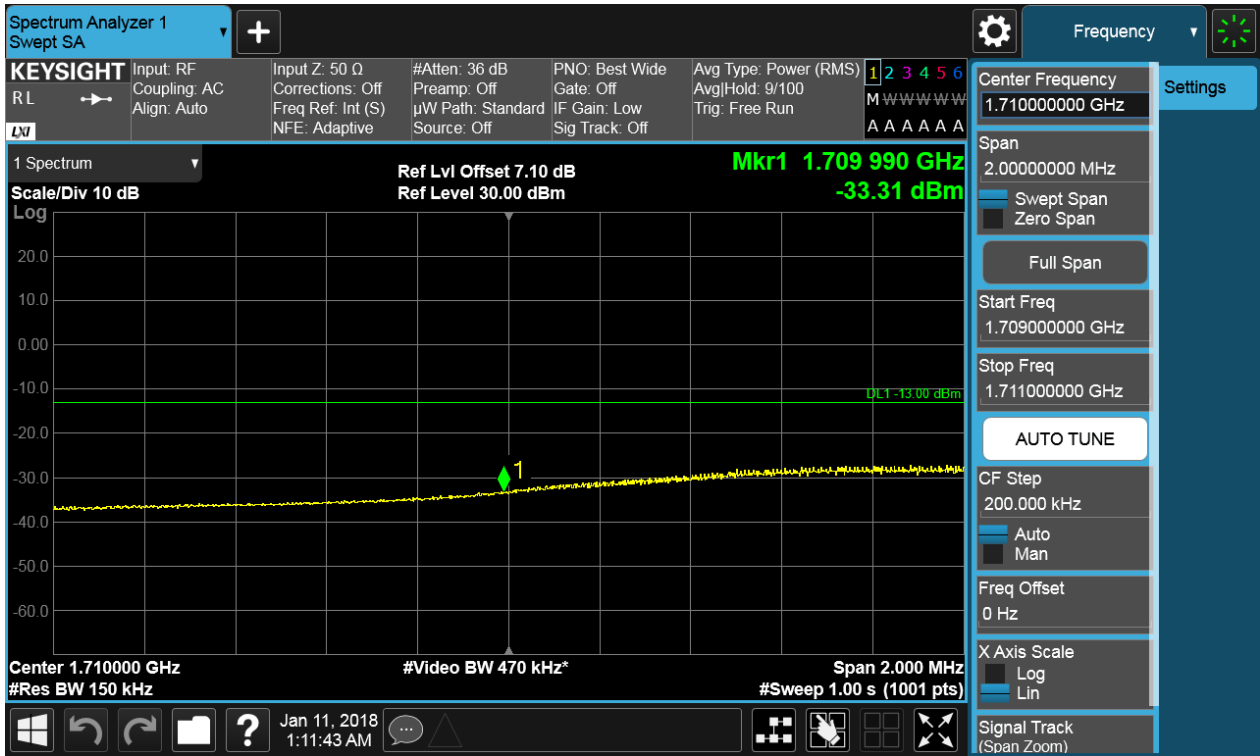 Spectrum Analyzer 1
Swept SA
Frequency
KEYSIGHT
RL
LXI
Input: RF
Coupling: AC
Align: Auto
Input Z: 50 Ω
Corrections: Off
Freq Ref: Int (S)
NFE: Adaptive
#Atten: 36 dB
Preamp: Off
µW Path: Standard
Source: Off
PNO: Best Wide
Gate: Off
IF Gain: Low
Sig Track: Off
Avg Type: Power (RMS)
Avg|Hold: 9/100
Trig: Free Run
1 2 3 4 5 6
M W W W W W
A A A A A A
1 Spectrum
Scale/Div 10 dB
Log
Ref Lvl Offset 7.10 dB
Ref Level 30.00 dBm
Mkr1 1.709 990 GHz
-33.31 dBm
20.0
10.0
0.00
-10.0
DL1 -13.00 dBm
-20.0
1
-30.0
-40.0
-50.0
-60.0
Center 1.710000 GHz
#Video BW 470 kHz*
Span 2.000 MHz
#Res BW 150 kHz
#Sweep 1.00 s (1001 pts)
Center Frequency
1.710000000 GHz
Settings
Span
2.00000000 MHz
Swept Span
Zero Span
Full Span
Start Freq
1.709000000 GHz
Stop Freq
1.711000000 GHz
AUTO TUNE
CF Step
200.000 kHz
Auto
Man
Freq Offset
0 Hz
X Axis Scale
Log
Lin
Signal Track
(Span Zoom)
?
Jan 11, 2018
1:11:43 AM